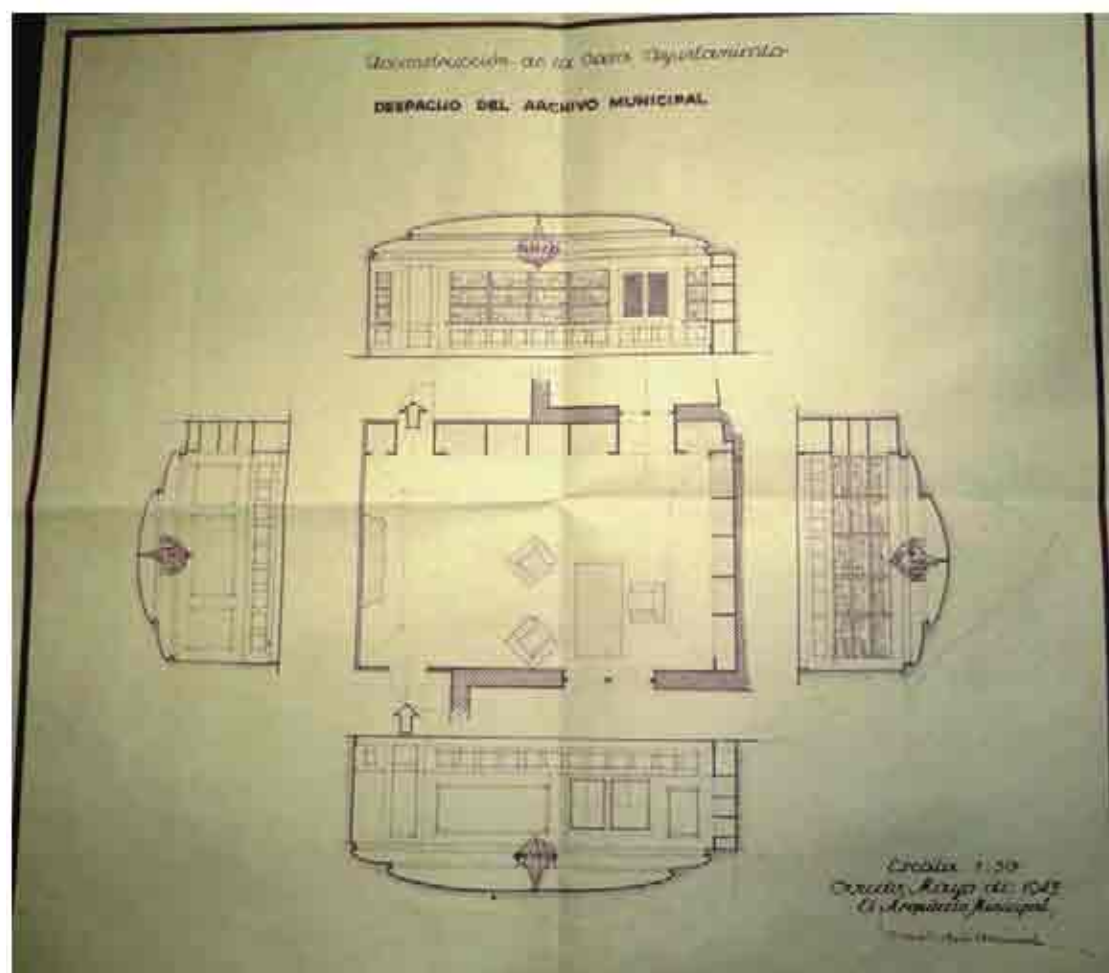 Reconstrucción de la Casa Ayuntamiento
DESPACHO DEL ARCHIVO MUNICIPAL
Escala 1:50
Oviedo, Mayo de 1943
El Arquitecto Municipal,